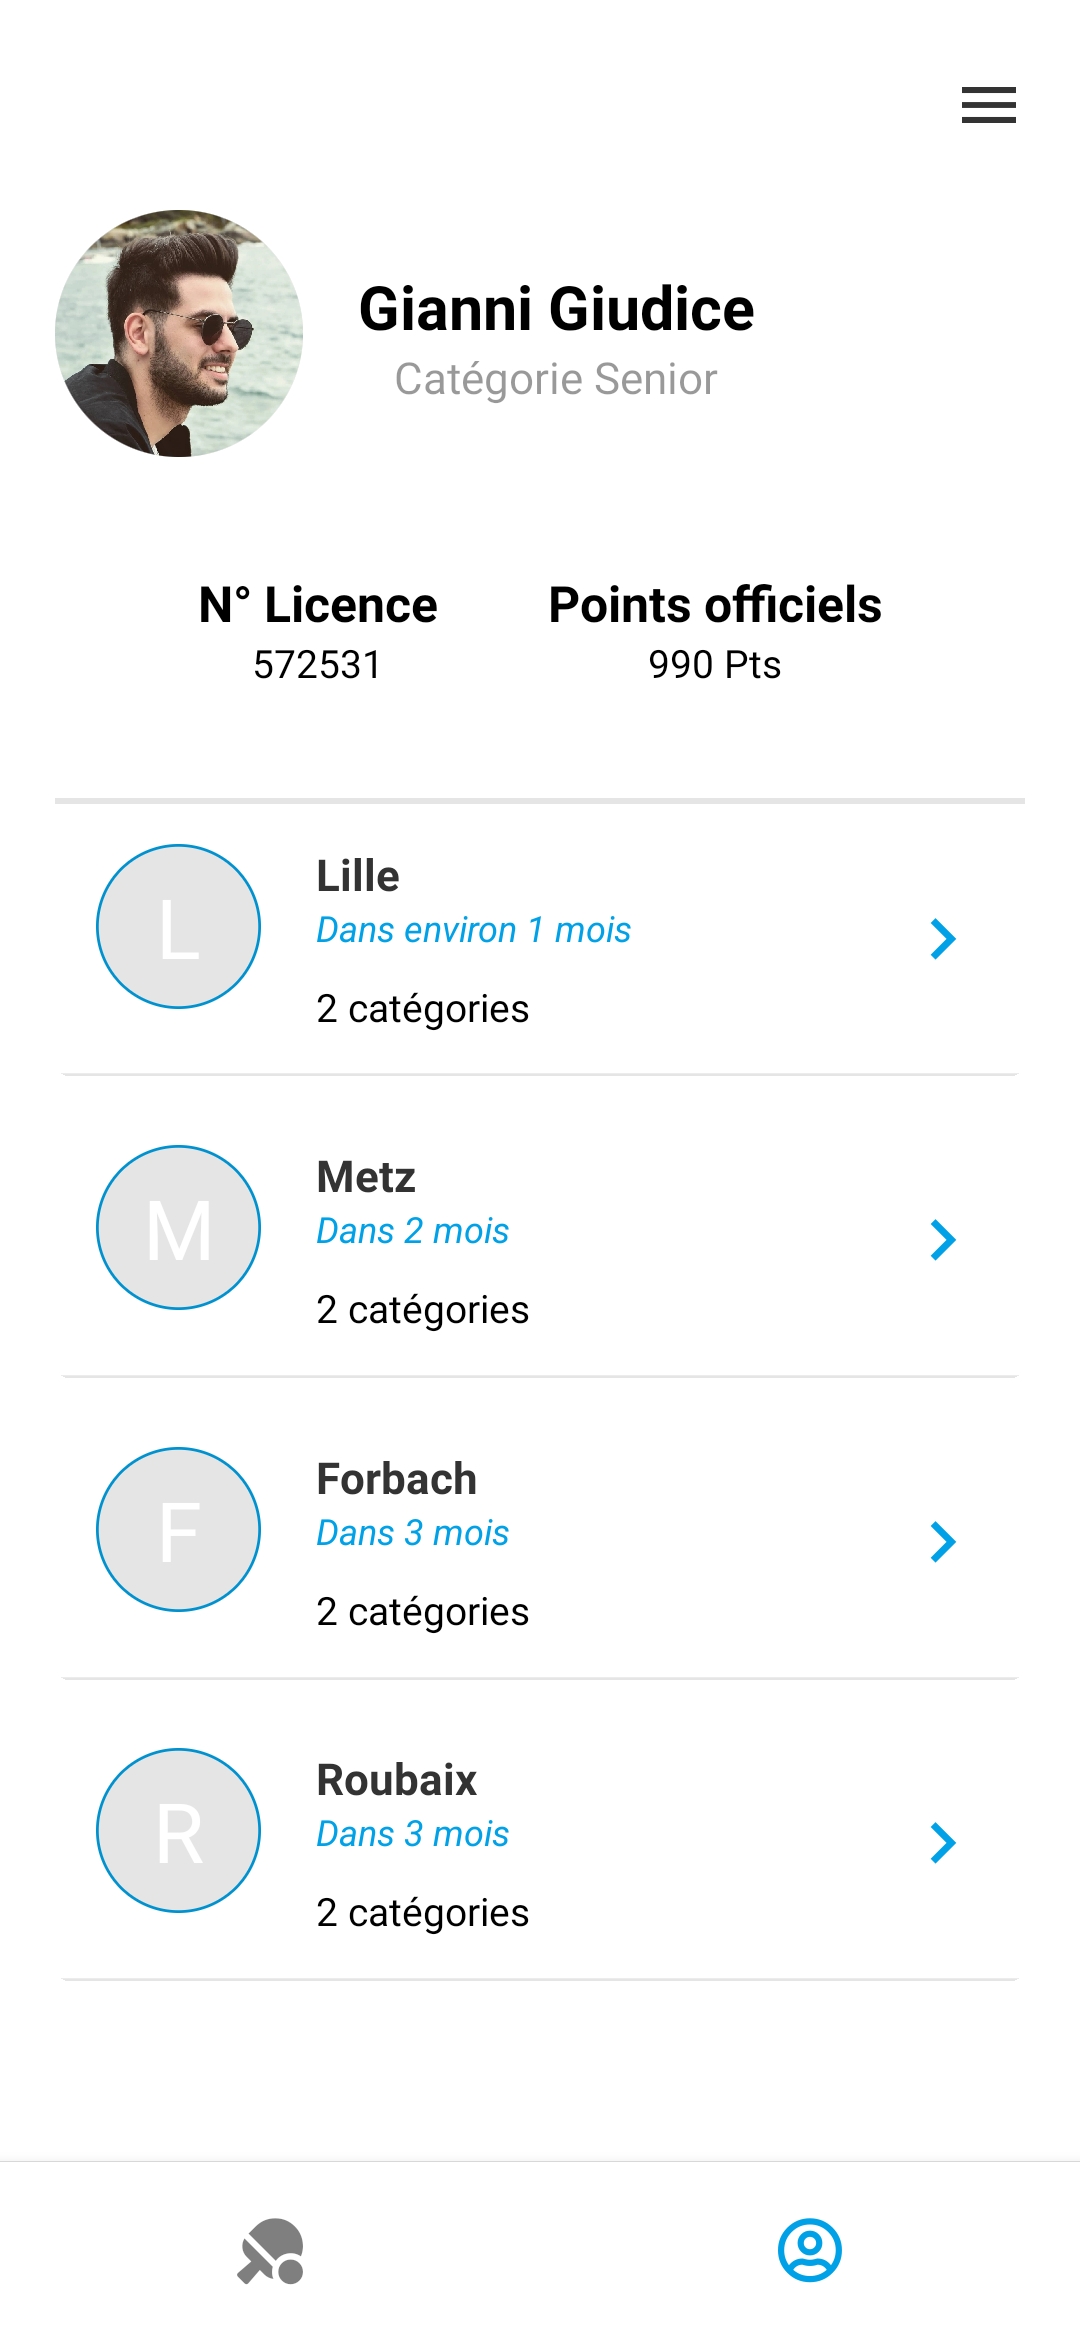 Gianni Giudice
Catégorie Senior
N° Licence
572531
Points officiels
990 Pts
L
Lille
Dans environ 1 mois
2 catégories
M
Metz
Dans 2 mois
2 catégories
F
Forbach
Dans 3 mois
2 catégories
R
Roubaix
Dans 3 mois
2 catégories